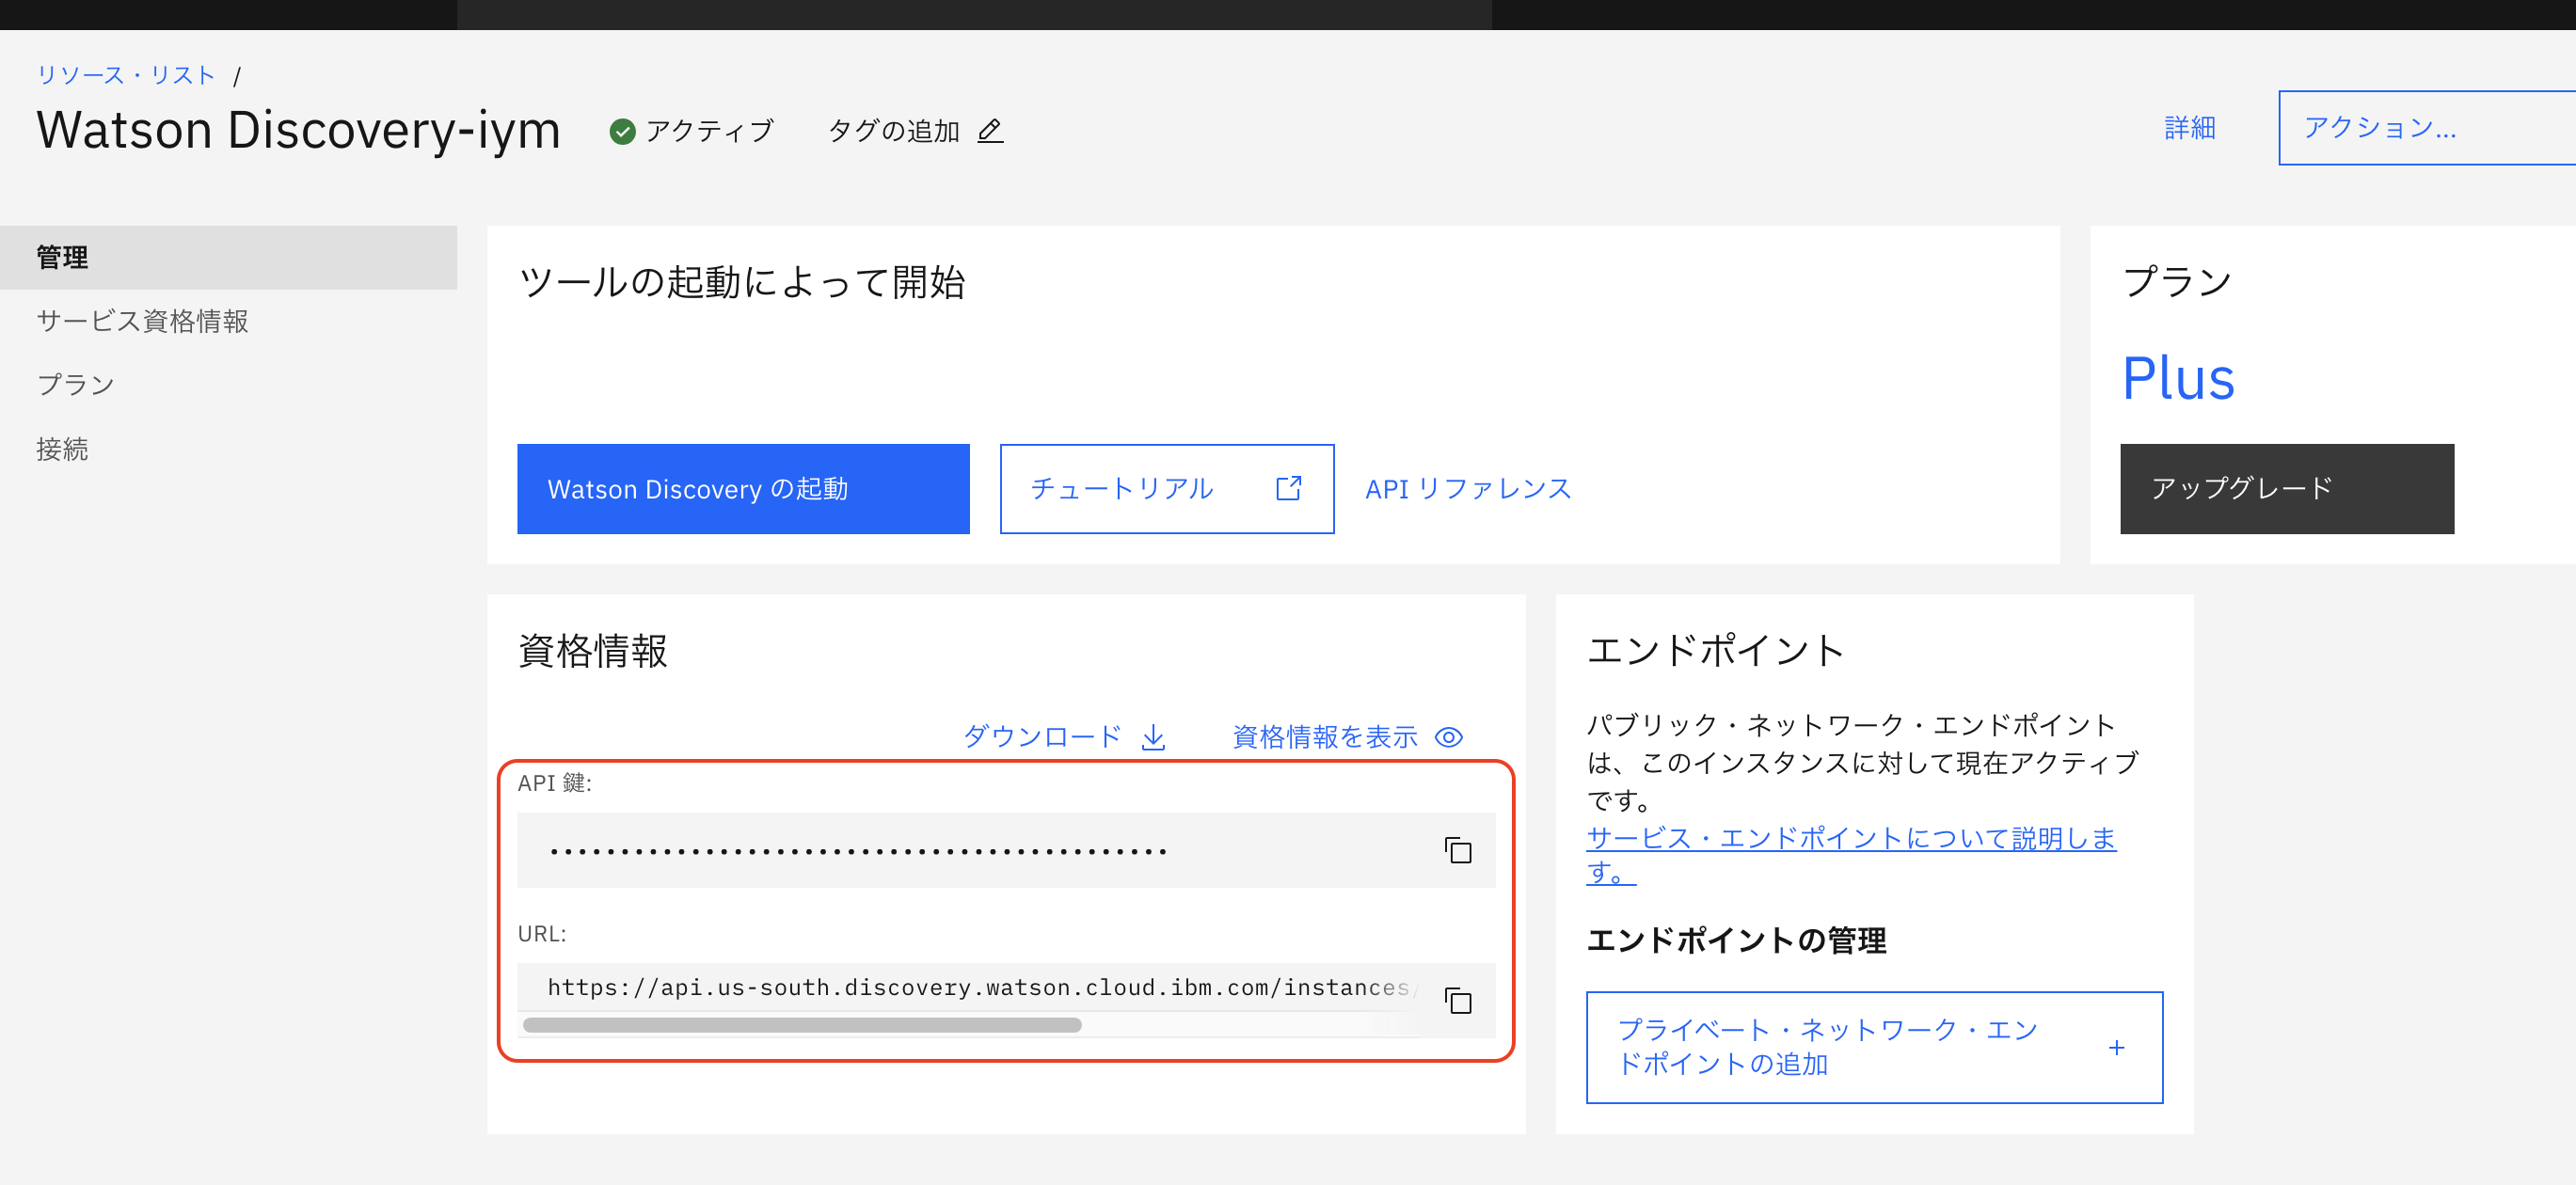 リソース・リスト /
Watson Discovery-iym
アクティブ
タグの追加
詳細
アクション...
管理
サービス資格情報
プラン
接続
ツールの起動によって開始
Watson Discovery の起動
チュートリアル
API リファレンス
プラン
Plus
アップグレード
資格情報
ダウンロード
資格情報を表示
API 鍵:
••••••••••••••••••••••••••••••••••••••••••••
URL:
https://api.us-south.discovery.watson.cloud.ibm.com/instances/
エンドポイント
パブリック・ネットワーク・エンドポイント
は、このインスタンスに対して現在アクティブ
です。
サービス・エンドポイントについて説明しま
す。
エンドポイントの管理
プライベート・ネットワーク・エン
ドポイントの追加
+